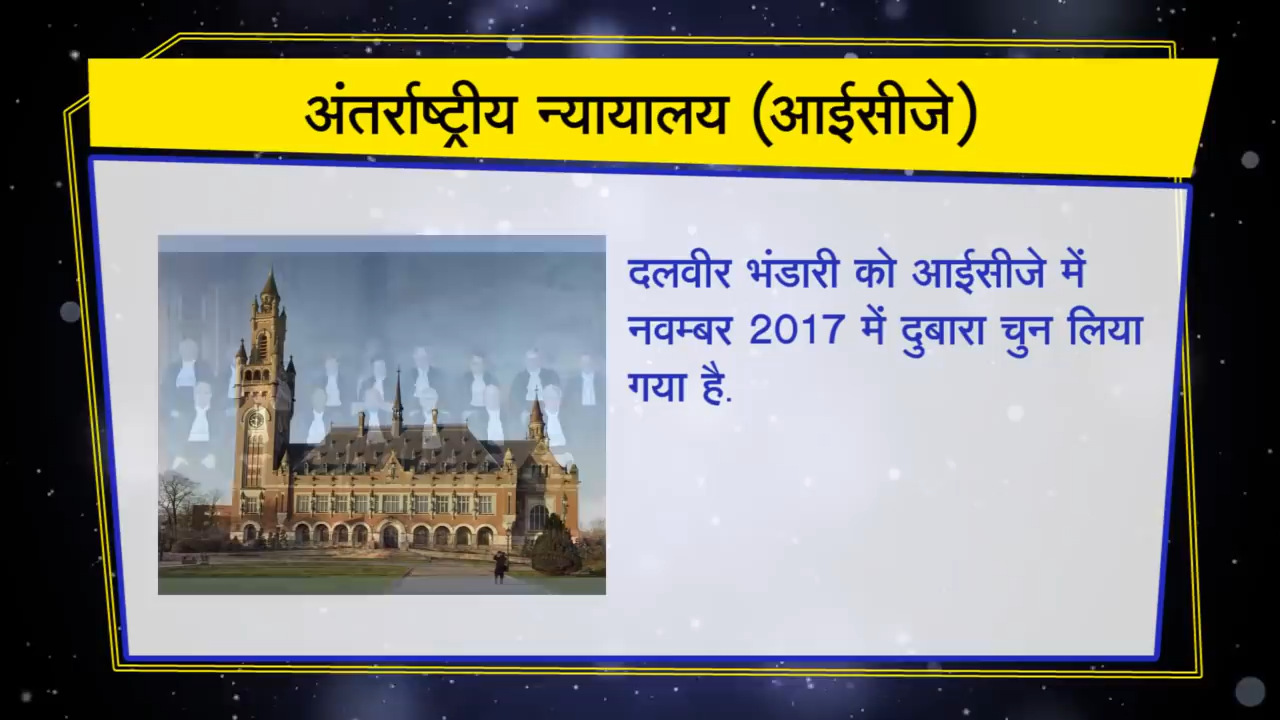 अंतर्राष्ट्रीय न्यायालय (आईसीजे)
दलवीर भंडारी को आईसीजे में
नवम्बर 2017 में दुबारा चुन लिया
गया है.